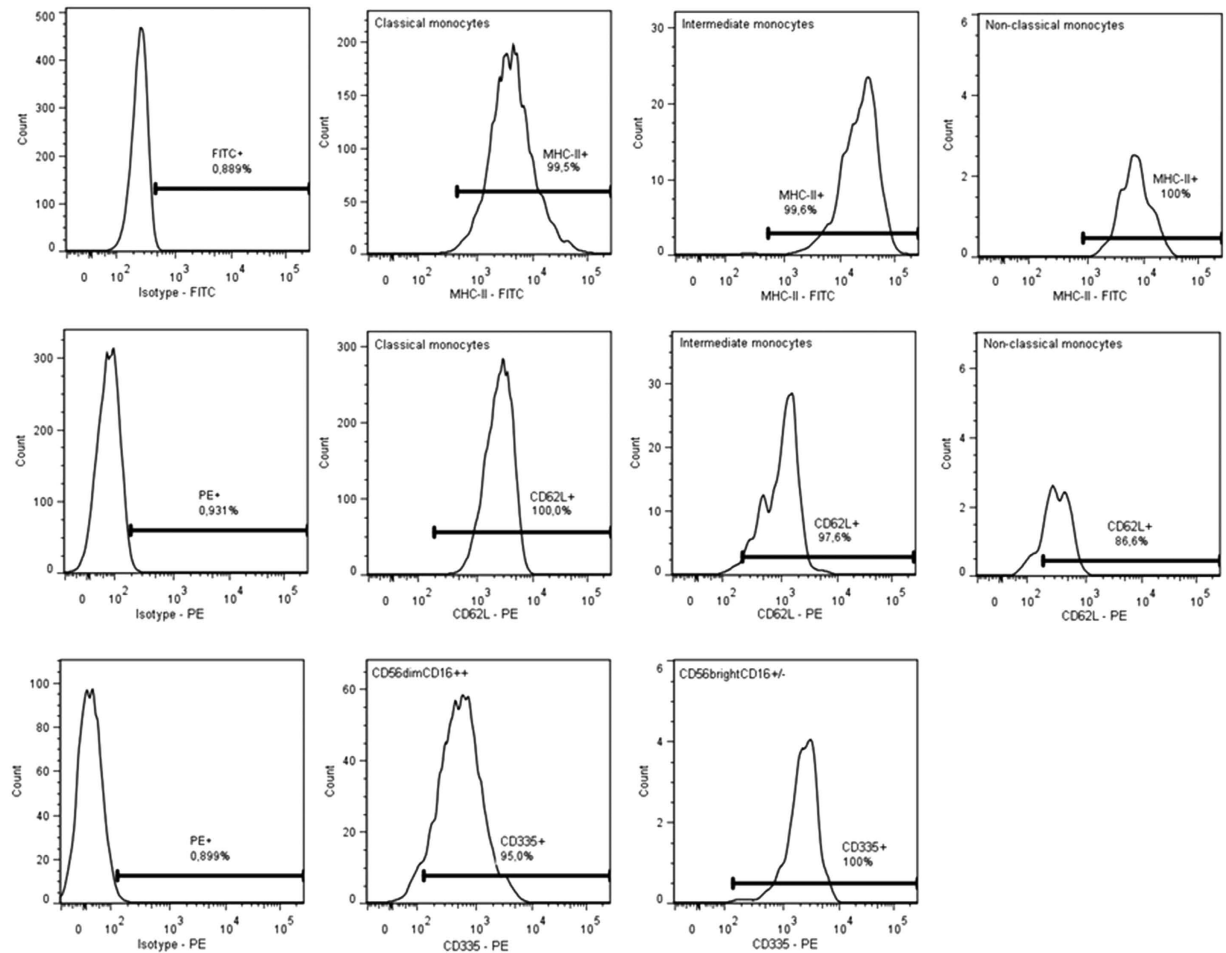 500
400
300
200
100
0
Count
FITC+
0,889%
0 10² 10³ 10⁴ 10⁵
Isotype - FITC
Classical monocytes
200
150
100
50
0
Count
MHC-II+
99,5%
0 10² 10³ 10⁴ 10⁵
MHC-II - FITC
Intermediate monocytes
30
20
10
0
Count
MHC-II+
99,6%
0 10² 10³ 10⁴ 10⁵
MHC-II - FITC
Non-classical monocytes
6
4
2
0
Count
MHC-II+
100%
0 10² 10³ 10⁴ 10⁵
MHC-II - FITC
300
200
100
0
Count
PE+
0,931%
0 10² 10³ 10⁴ 10⁵
Isotype - PE
Classical monocytes
300
200
100
0
Count
CD62L+
100,0%
0 10² 10³ 10⁴ 10⁵
CD62L - PE
Intermediate monocytes
30
20
10
0
Count
CD62L+
97,6%
0 10² 10³ 10⁴ 10⁵
CD62L - PE
Non-classical monocytes
6
4
2
0
Count
CD62L+
86,6%
0 10² 10³ 10⁴ 10⁵
CD62L - PE
100
80
60
40
20
0
Count
PE+
0,899%
0 10² 10³ 10⁴ 10⁵
Isotype - PE
CD56dimCD16++
60
40
20
0
Count
CD335+
95,0%
0 10² 10³ 10⁴ 10⁵
CD335 - PE
CD56brightCD16+/-
6
4
2
0
Count
CD335+
100%
0 10² 10³ 10⁴ 10⁵
CD335 - PE